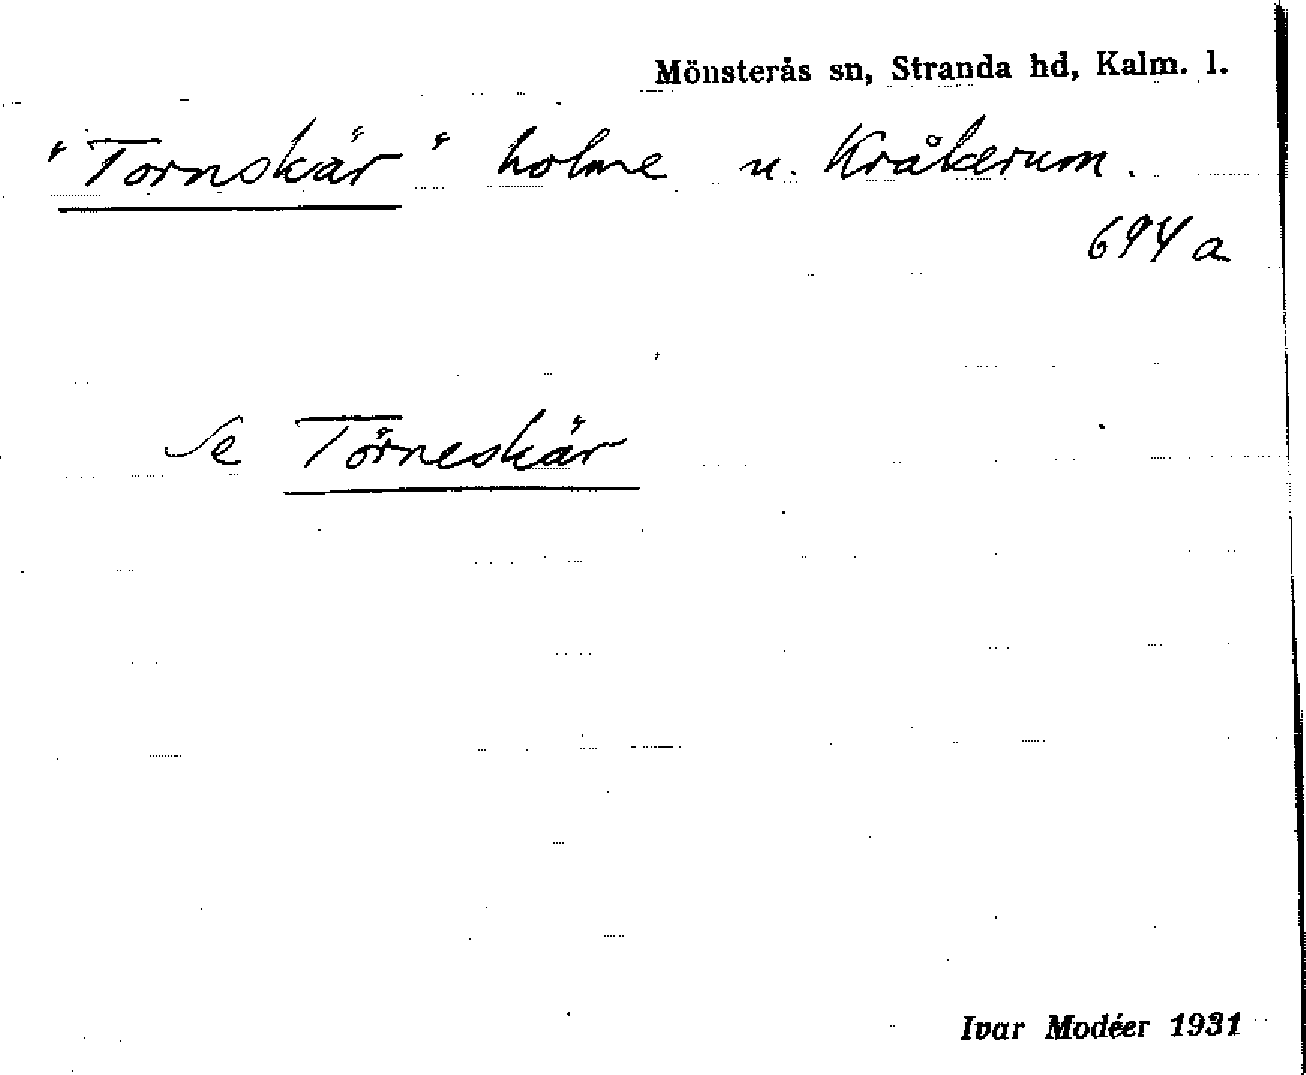 Mönsterås sn, Stranda hd, Kalm. l.
"Tornskär" holme u. Kråkerum.
694 a
Se Törneskär
Ivar Modéer 1931